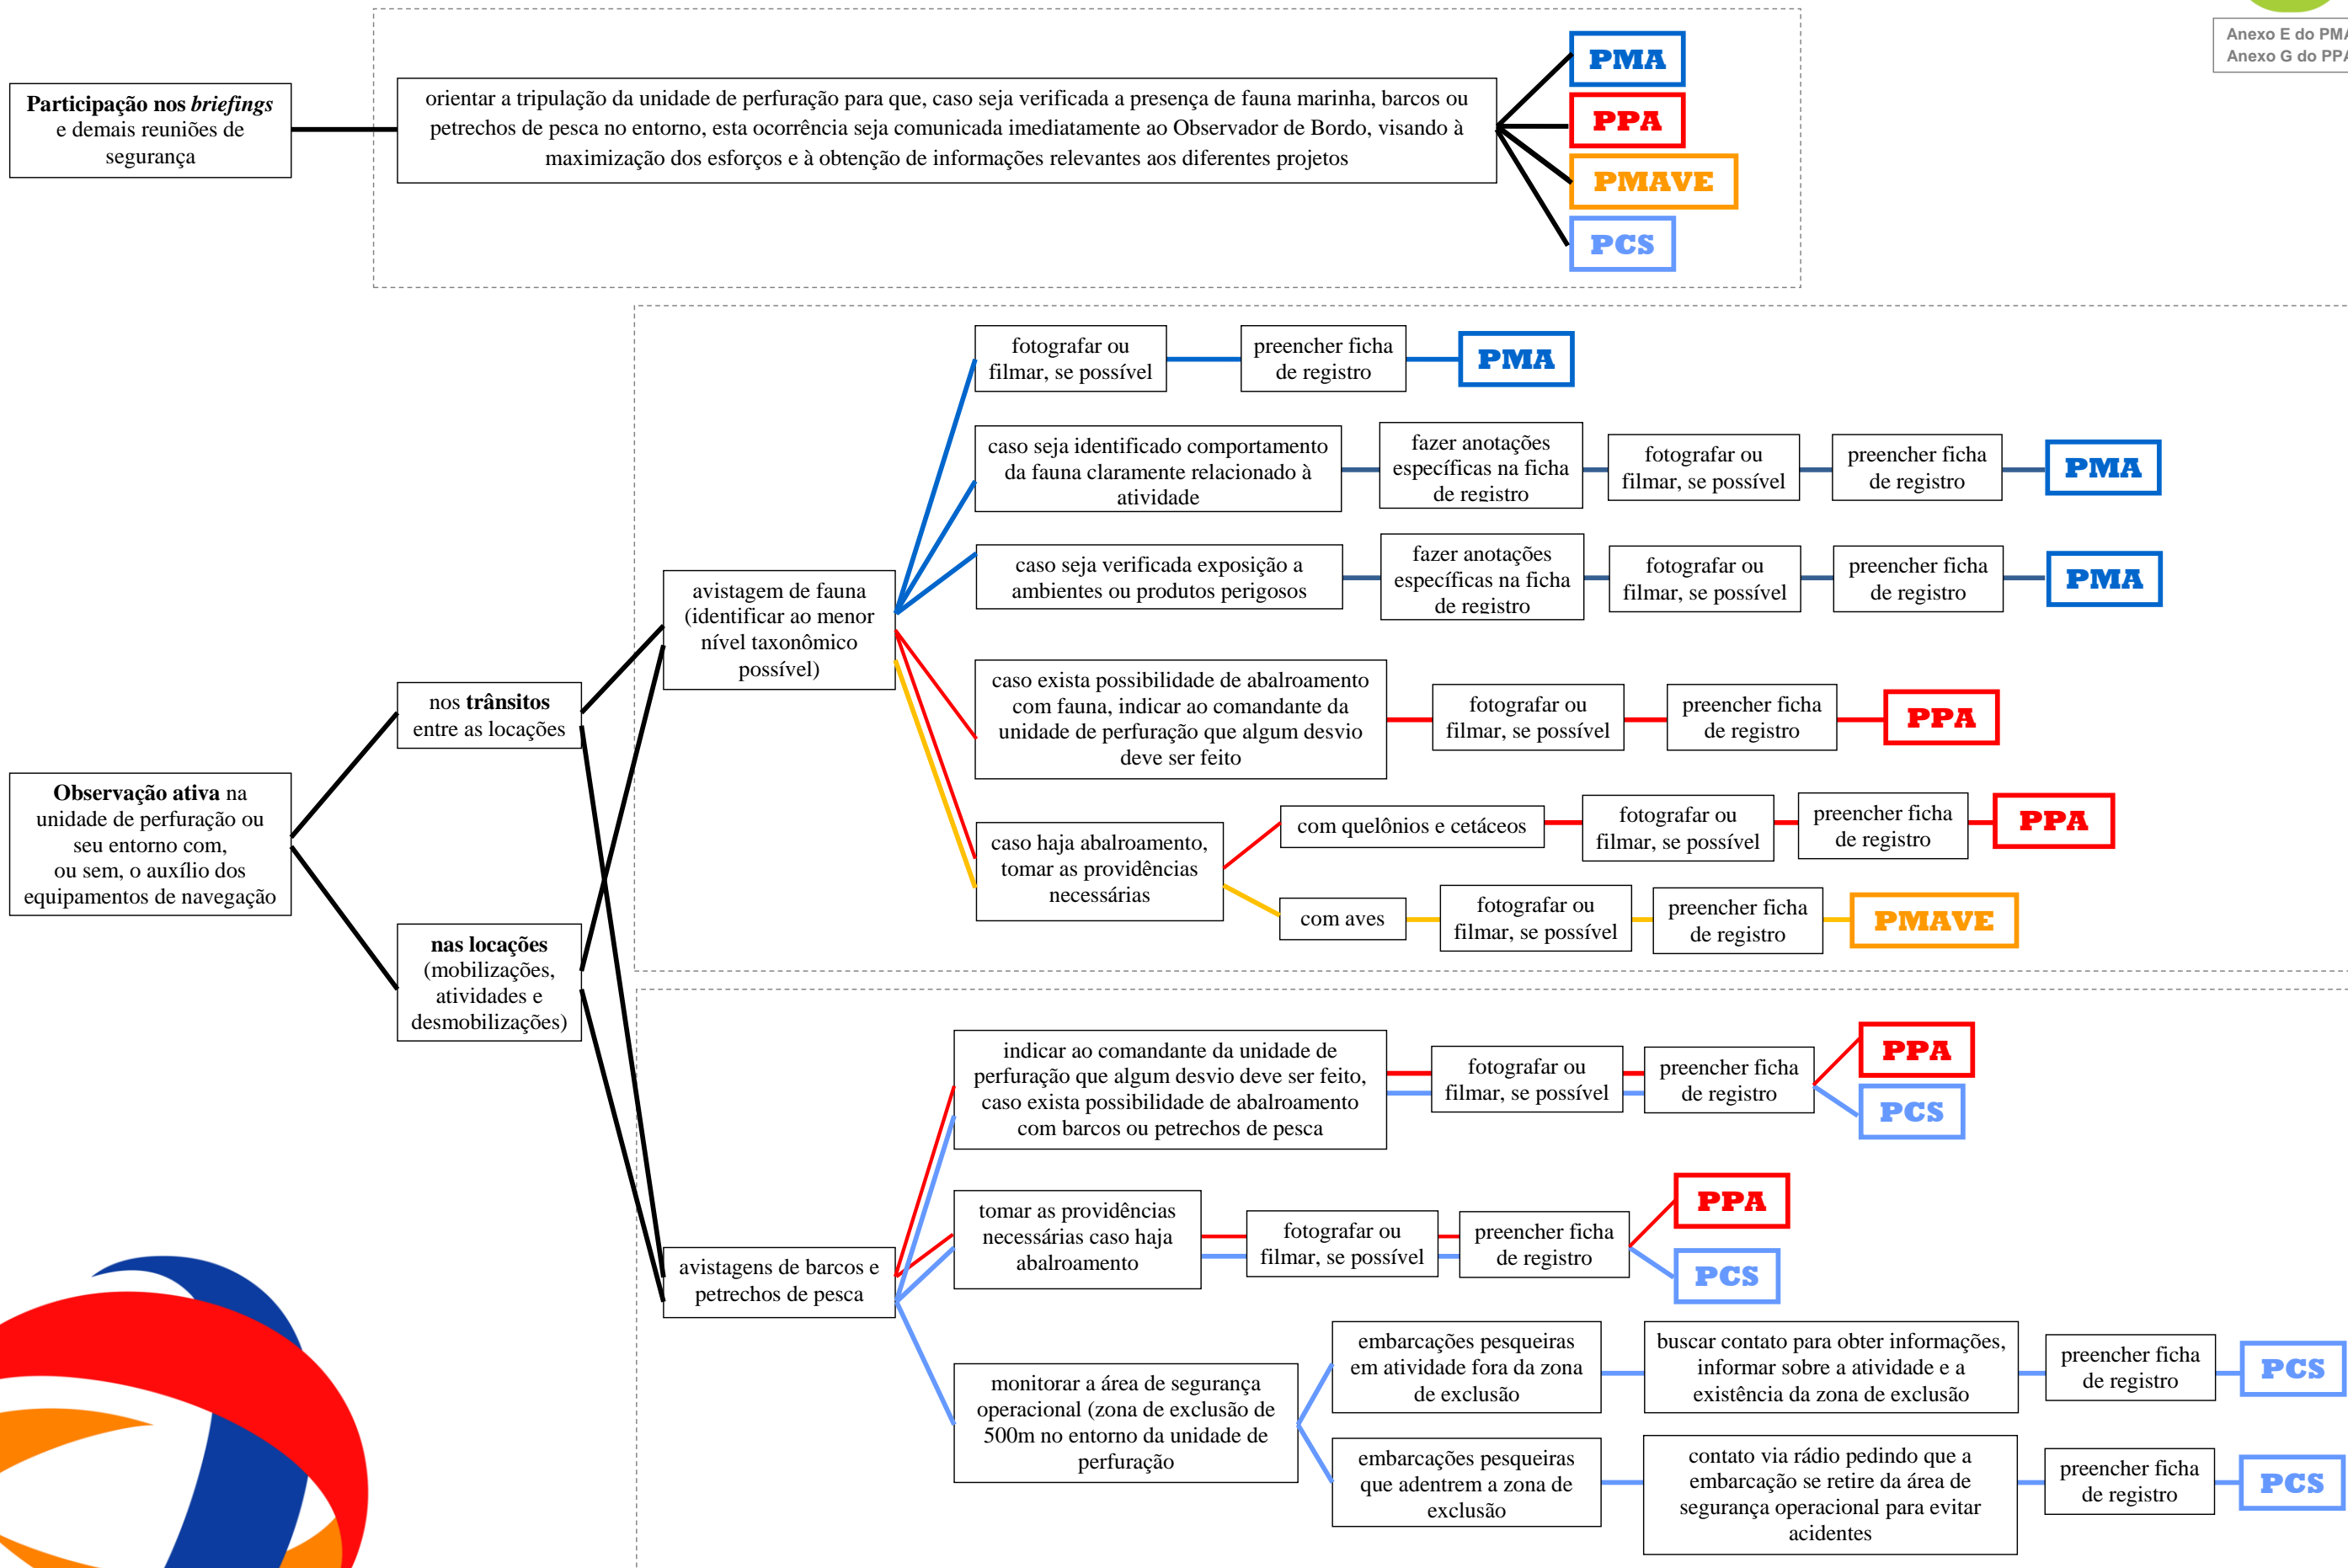 Anexo E do PMA
Anexo G do PPA
Participação nos briefings
e demais reuniões de
segurança
orientar a tripulação da unidade de perfuração para que, caso seja verificada a presença de fauna marinha, barcos ou
petrechos de pesca no entorno, esta ocorrência seja comunicada imediatamente ao Observador de Bordo, visando à
maximização dos esforços e à obtenção de informações relevantes aos diferentes projetos
PMA
PPA
PMAVE
PCS
Observação ativa na
unidade de perfuração ou
seu entorno com,
ou sem, o auxílio dos
equipamentos de navegação
nos trânsitos
entre as locações
nas locações
(mobilizações,
atividades e
desmobilizações)
avistagem de fauna
(identificar ao menor
nível taxonômico
possível)
fotografar ou
filmar, se possível
preencher ficha
de registro
PMA
caso seja identificado comportamento
da fauna claramente relacionado à
atividade
fazer anotações
específicas na ficha
de registro
fotografar ou
filmar, se possível
preencher ficha
de registro
PMA
caso seja verificada exposição a
ambientes ou produtos perigosos
fazer anotações
específicas na ficha
de registro
fotografar ou
filmar, se possível
preencher ficha
de registro
PMA
caso exista possibilidade de abalroamento
com fauna, indicar ao comandante da
unidade de perfuração que algum desvio
deve ser feito
fotografar ou
filmar, se possível
preencher ficha
de registro
PPA
caso haja abalroamento,
tomar as providências
necessárias
com quelônios e cetáceos
fotografar ou
filmar, se possível
preencher ficha
de registro
PPA
com aves
fotografar ou
filmar, se possível
preencher ficha
de registro
PMAVE
avistagens de barcos e
petrechos de pesca
indicar ao comandante da unidade de
perfuração que algum desvio deve ser feito,
caso exista possibilidade de abalroamento
com barcos ou petrechos de pesca
fotografar ou
filmar, se possível
preencher ficha
de registro
PPA
PCS
tomar as providências
necessárias caso haja
abalroamento
fotografar ou
filmar, se possível
preencher ficha
de registro
PPA
PCS
monitorar a área de segurança
operacional (zona de exclusão de
500m no entorno da unidade de
perfuração
embarcações pesqueiras
em atividade fora da zona
de exclusão
buscar contato para obter informações,
informar sobre a atividade e a
existência da zona de exclusão
preencher ficha
de registro
PCS
embarcações pesqueiras
que adentrem a zona de
exclusão
contato via rádio pedindo que a
embarcação se retire da área de
segurança operacional para evitar
acidentes
preencher ficha
de registro
PCS